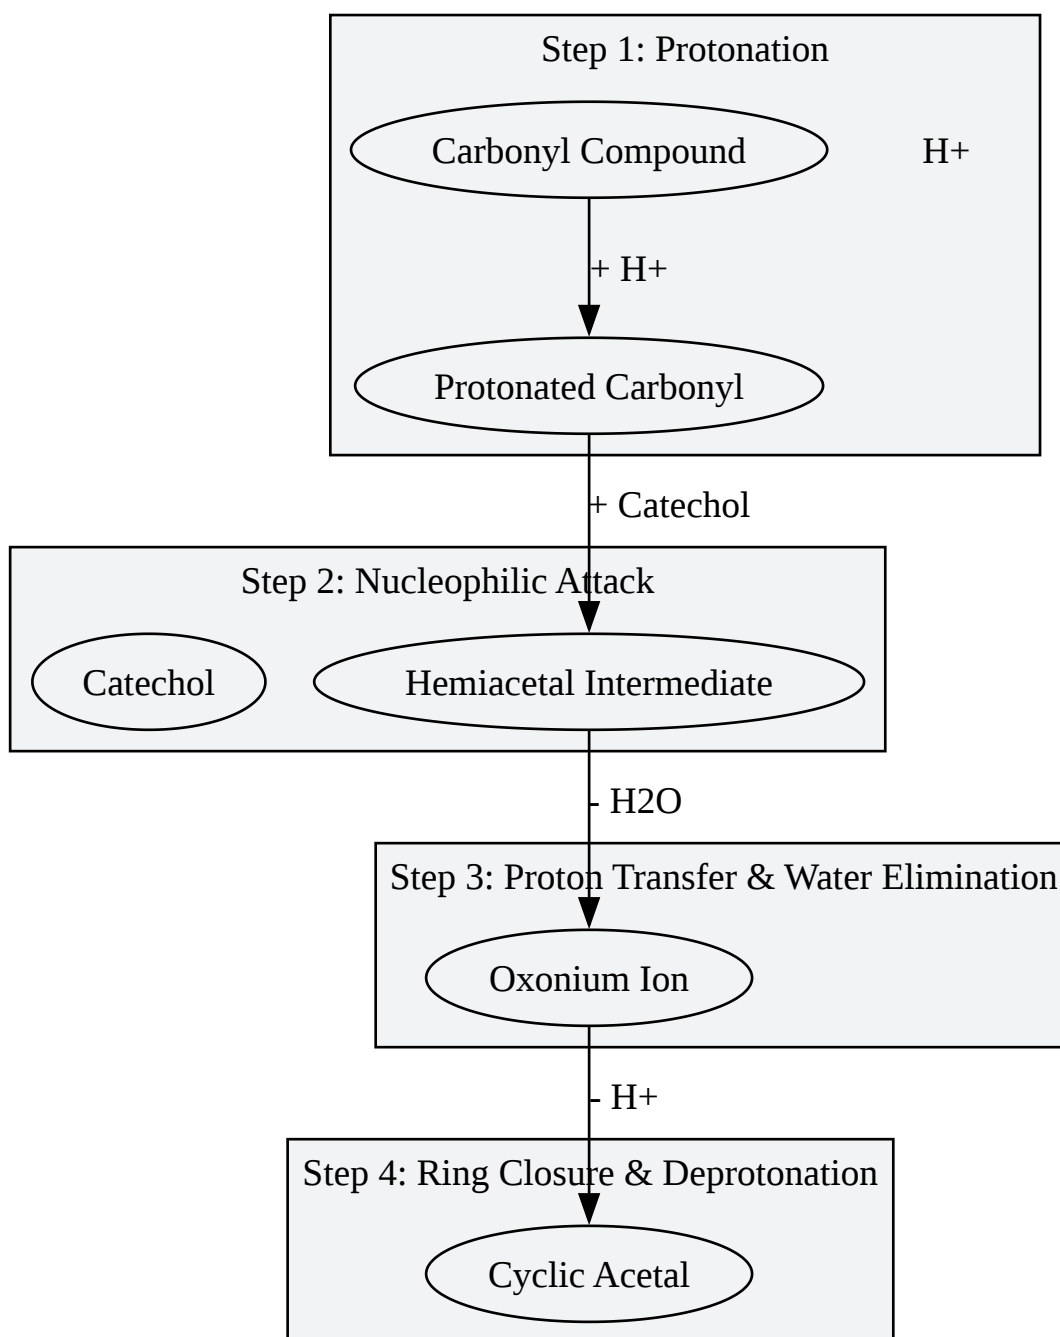 Step 1: Protonation
Carbonyl Compound
H+
+ H+
Protonated Carbonyl
+ Catechol
Step 2: Nucleophilic Attack
Catechol
Hemiacetal Intermediate
- H2O
Step 3: Proton Transfer & Water Elimination
Oxonium Ion
- H+
Step 4: Ring Closure & Deprotonation
Cyclic Acetal